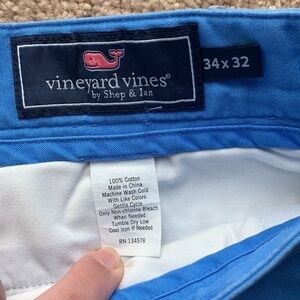 vineyard vines®
by Shep & Ian
34 x 32
100% Cotton
Made in China
Machine Wash Cold
With Like Colors
Gentle Cycle
Only Non-chlorine Bleach
When Needed
Tumble Dry Low
Cool Iron if Needed
RN 134578